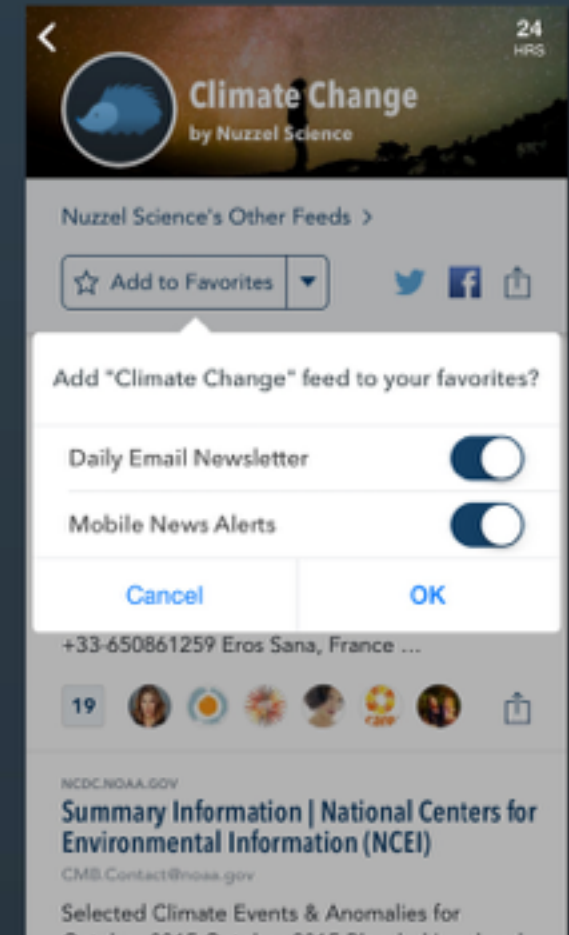 24
HRS
Climate Change
by Nuzzel Science
Nuzzel Science's Other Feeds >
Add to Favorites
Add "Climate Change" feed to your favorites?
Daily Email Newsletter
Mobile News Alerts
Cancel
OK
+33-650861259 Eros Sana, France ...
19
NCDC.NOAA.GOV
Summary Information | National Centers for
Environmental Information (NCEI)
CMB.Contact@noaa.gov
Selected Climate Events & Anomalies for